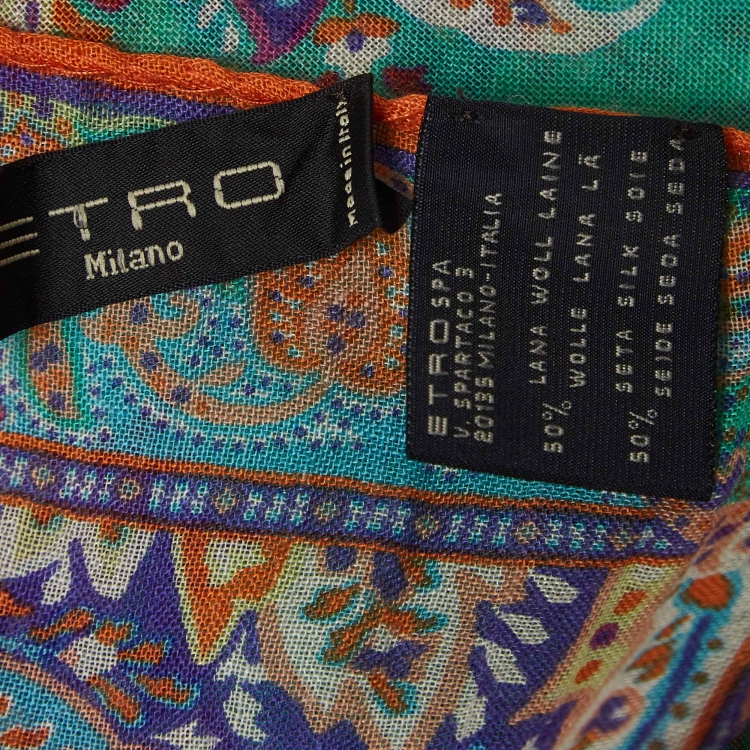 ETRO
Milano
Made in Italy
ETRO SPA
V. SPARTACO 3
20135 MILANO-ITALIA
50% LANA WOLL LAINE
WOLLE LANA LÃ
50% SETA SILK SOIE
SEIDE SEDA SEDA